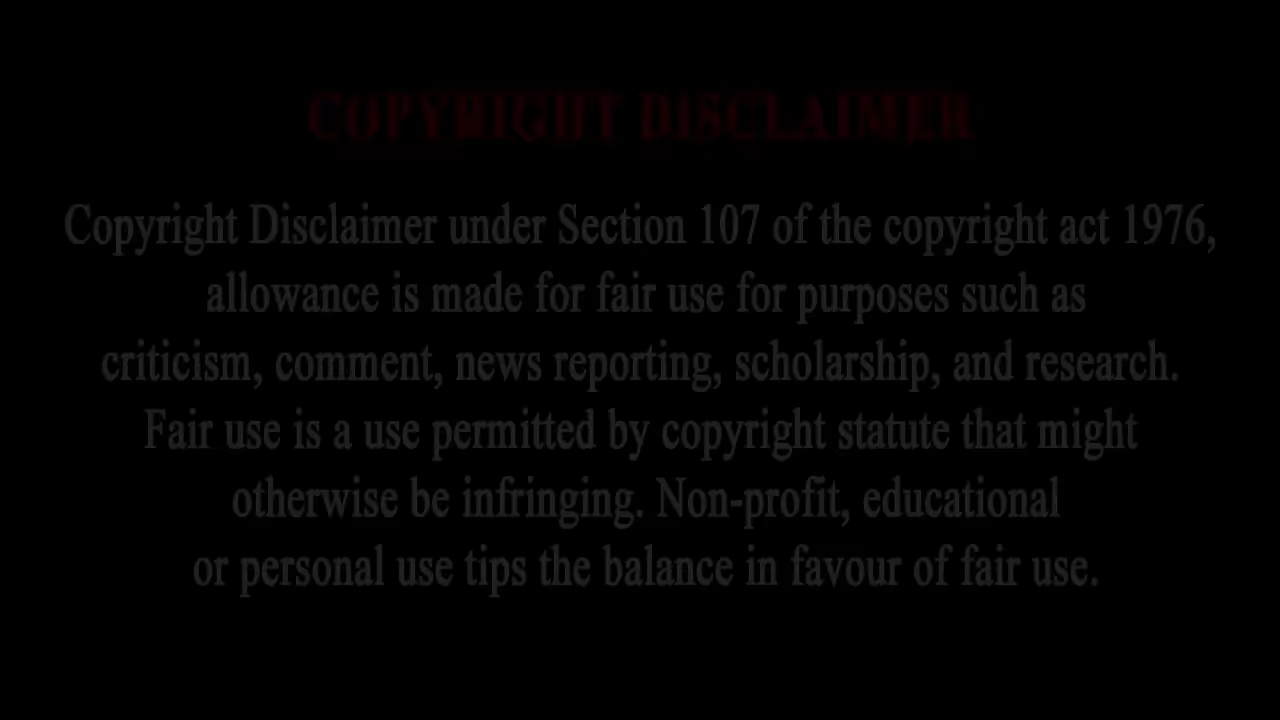 COPYRIGHT DISCLAIMER
Copyright Disclaimer under Section 107 of the copyright act 1976,
allowance is made for fair use for purposes such as
criticism, comment, news reporting, scholarship, and research.
Fair use is a use permitted by copyright statute that might
otherwise be infringing. Non-profit, educational
or personal use tips the balance in favour of fair use.